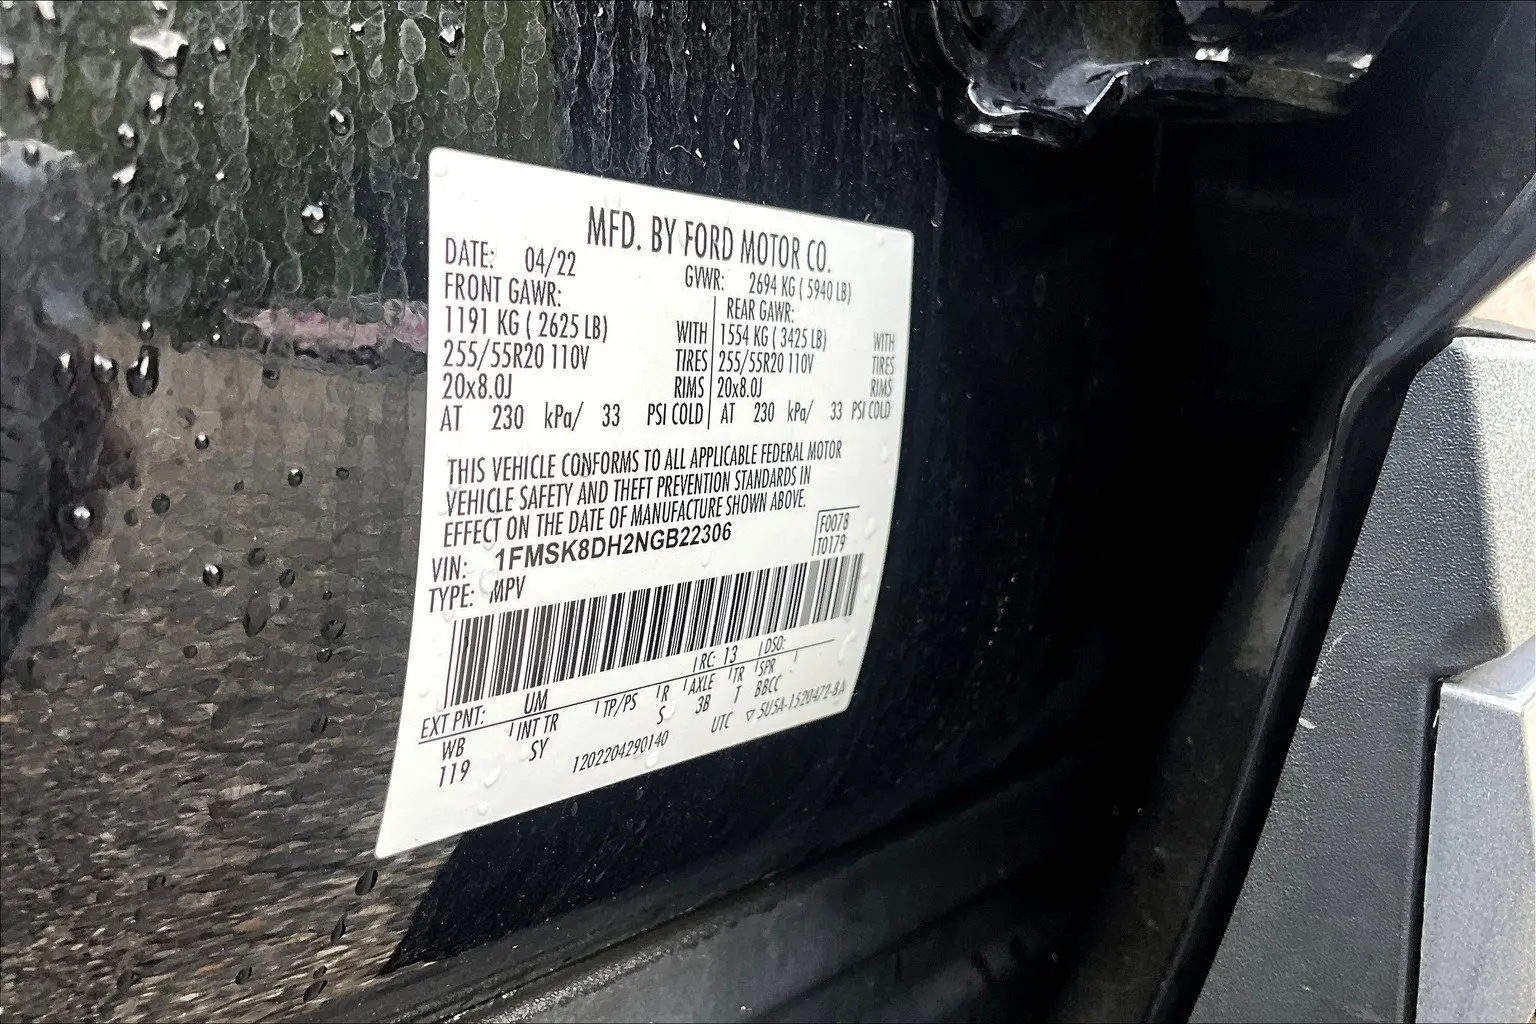 MFD. BY FORD MOTOR CO.
DATE: 04/22
GVWR: 2694 KG ( 5940 LB)
FRONT GAWR:
1191 KG ( 2625 LB) WITH
255/55R20 110V TIRES
20x8.0J RIMS
AT 230 kPa/ 33 PSI COLD
REAR GAWR:
1554 KG ( 3425 LB) WITH
255/55R20 110V TIRES
20x8.0J RIMS
AT 230 kPa/ 33 PSI COLD
THIS VEHICLE CONFORMS TO ALL APPLICABLE FEDERAL MOTOR
VEHICLE SAFETY AND THEFT PREVENTION STANDARDS IN
EFFECT ON THE DATE OF MANUFACTURE SHOWN ABOVE.
F0078
T0179
VIN: 1FMSK8DH2NGB22306
TYPE: MPV
EXT PNT: UM RC: 13 DSO:
WB INT TR TP/PS R AXLE TR SPR
119 SY S 3B T BBCC
1202204290140 UTC ▽ 5U5A-1520472-BA